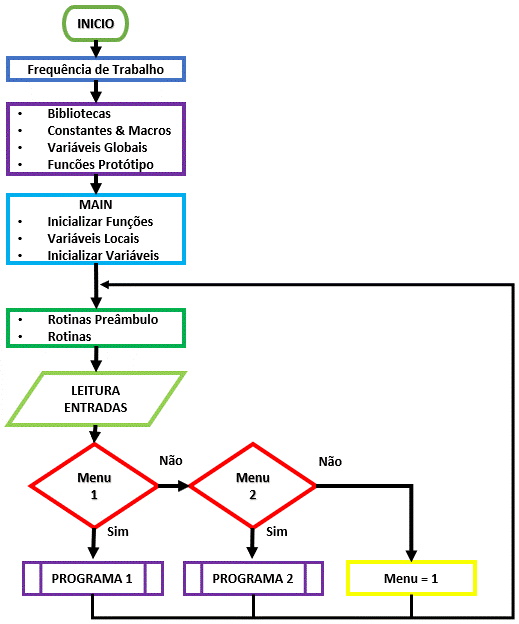 INICIO
Frequência de Trabalho
• Bibliotecas
• Constantes & Macros
• Variáveis Globais
• Funcões Protótipo
MAIN
• Inicializar Funções
• Variáveis Locais
• Inicializar Variáveis
• Rotinas Preâmbulo
• Rotinas
LEITURA
ENTRADAS
Menu
1
Não
Menu
2
Não
Sim
Sim
PROGRAMA 1
PROGRAMA 2
Menu = 1